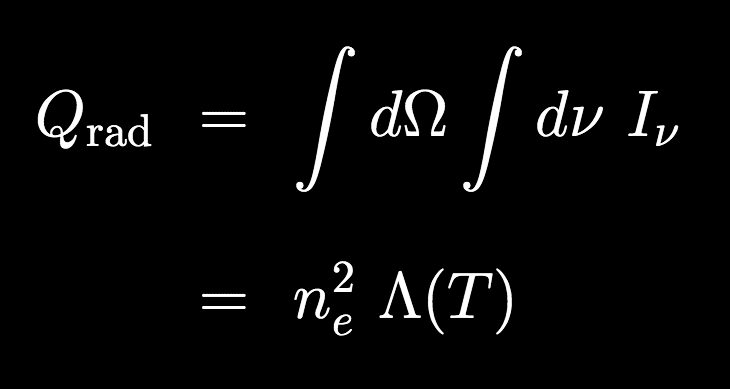 Q_rad = ∫ dΩ ∫ dν I_ν
= n_e^2 Λ(T)